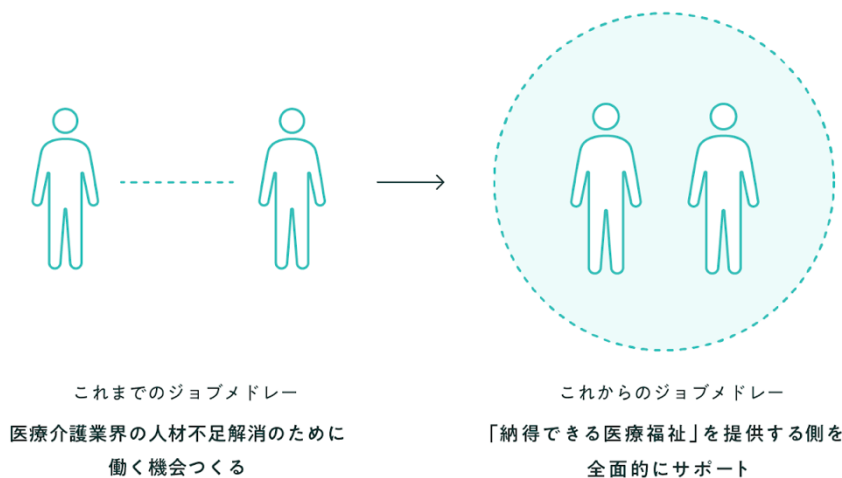 これまでのジョブメドレー
医療介護業界の人材不足解消のために
働く機会つくる
これからのジョブメドレー
「納得できる医療福祉」を提供する側を
全面的にサポート